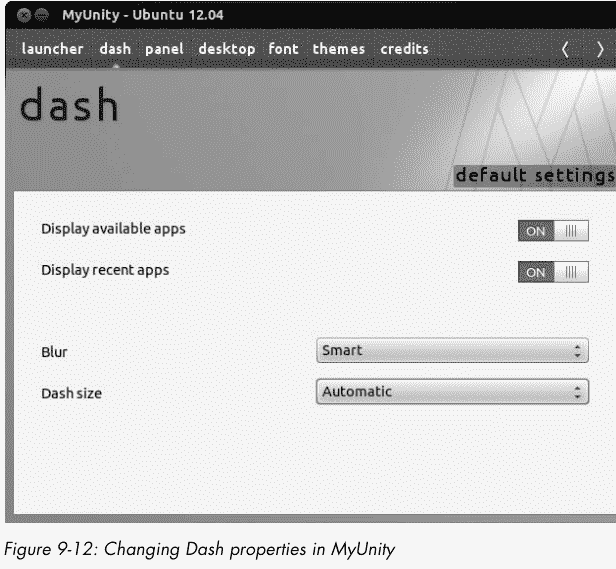 MyUnity - Ubuntu 12.04
launcher dash panel desktop font themes credits
dash
default settings
Display available apps ON
Display recent apps ON
Blur Smart
Dash size Automatic
Figure 9-12: Changing Dash properties in MyUnity